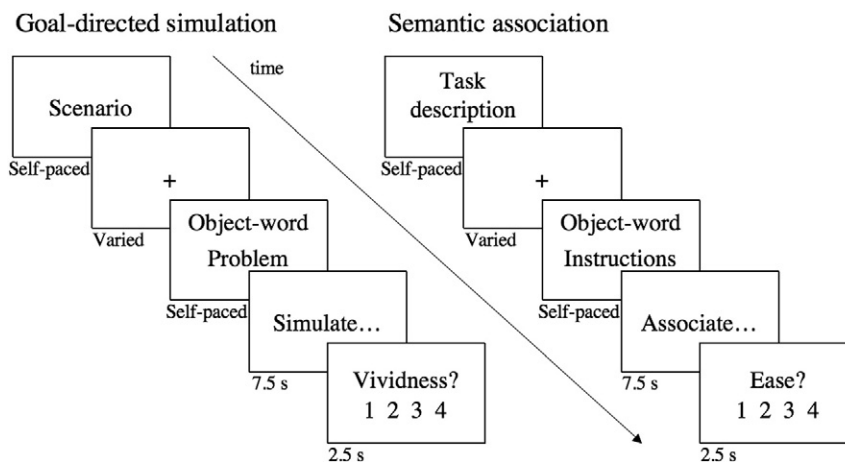 Goal-directed simulation
Semantic association
time
Scenario
Self-paced
+
Varied
Object-word
Problem
Self-paced
Simulate…
7.5 s
Vividness?
1 2 3 4
2.5 s
Task
description
Self-paced
+
Varied
Object-word
Instructions
Self-paced
Associate…
7.5 s
Ease?
1 2 3 4
2.5 s